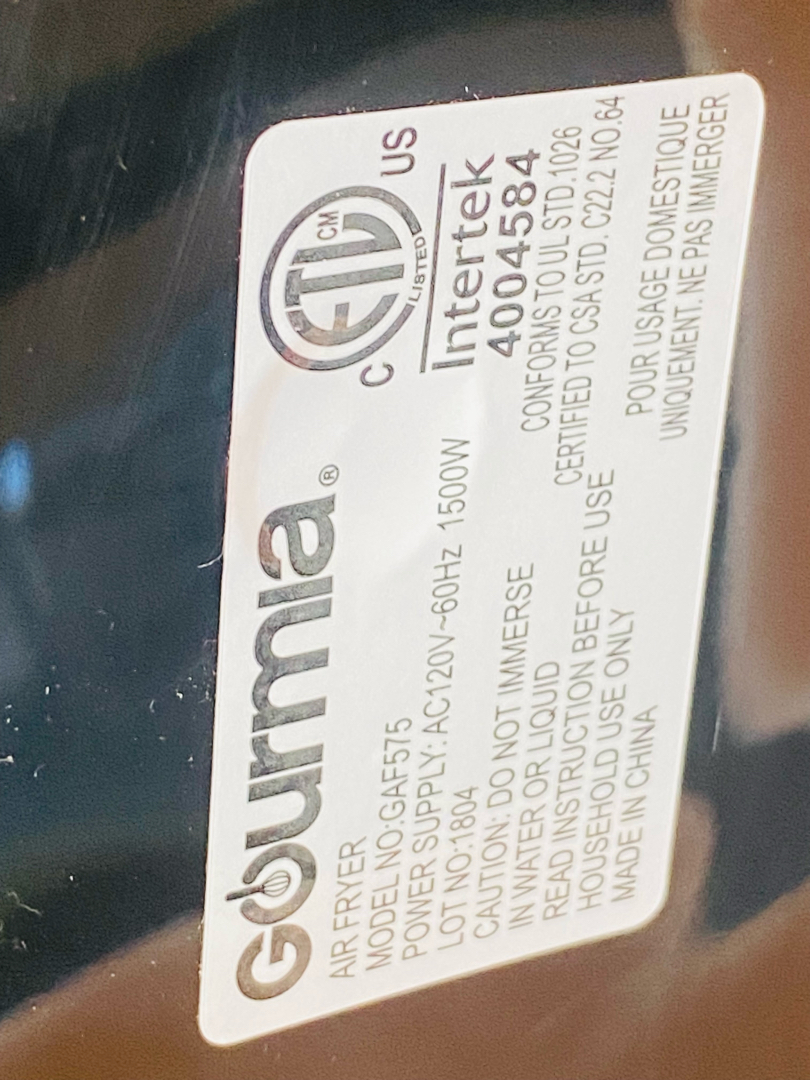 Gourmia®
AIR FRYER
MODEL NO:GAF575
POWER SUPPLY: AC120V~60Hz 1500W
LOT NO:1804
CAUTION: DO NOT IMMERSE
IN WATER OR LIQUID
READ INSTRUCTION BEFORE USE
HOUSEHOLD USE ONLY
MADE IN CHINA
ETL CM
LISTED
C US
Intertek
4004584
CONFORMS TO UL STD.1026
CERTIFIED TO CSA STD. C22.2 NO.64
POUR USAGE DOMESTIQUE
UNIQUEMENT. NE PAS IMMERGER